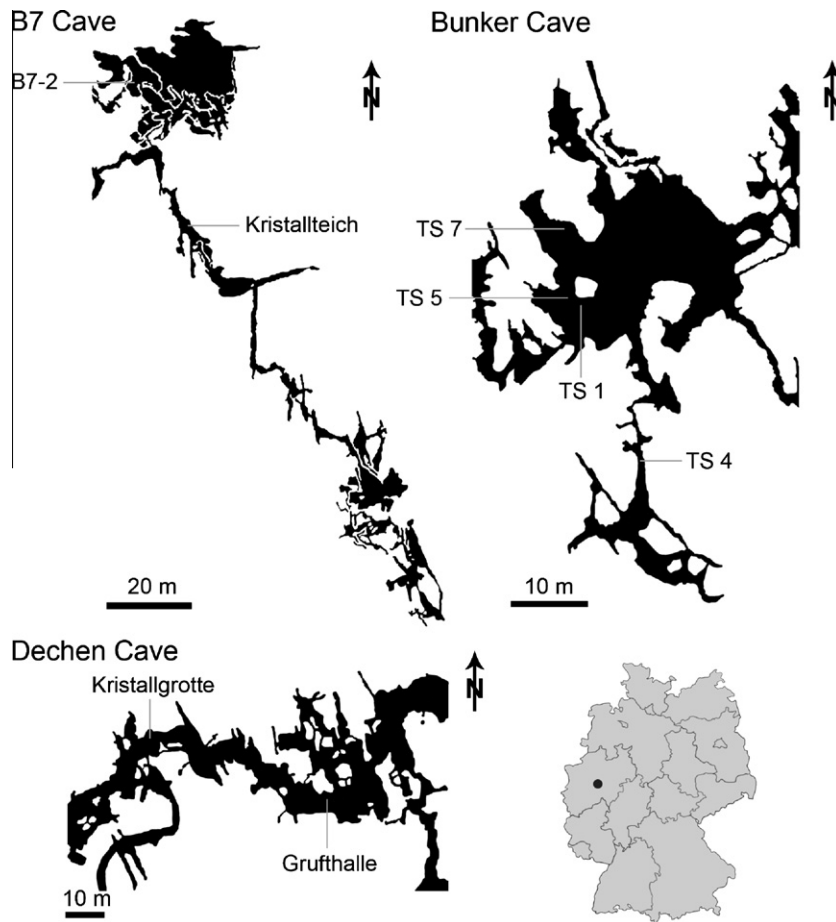 B7 Cave
B7-2
Kristallteich
20 m
N
Bunker Cave
TS 7
TS 5
TS 1
TS 4
10 m
N
Dechen Cave
Kristallgrotte
Grufthalle
10 m
N